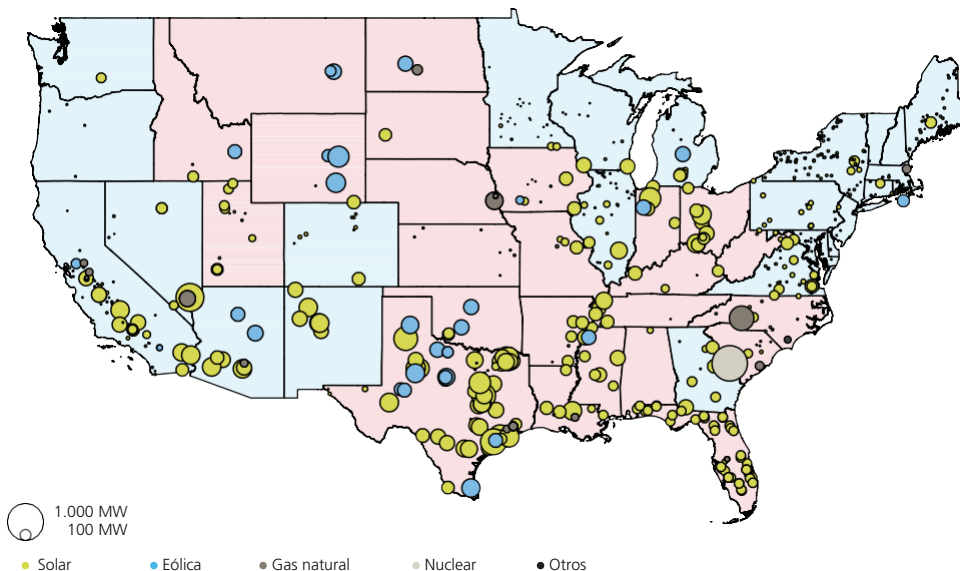 1.000 MW
100 MW
Solar
Eólica
Gas natural
Nuclear
Otros